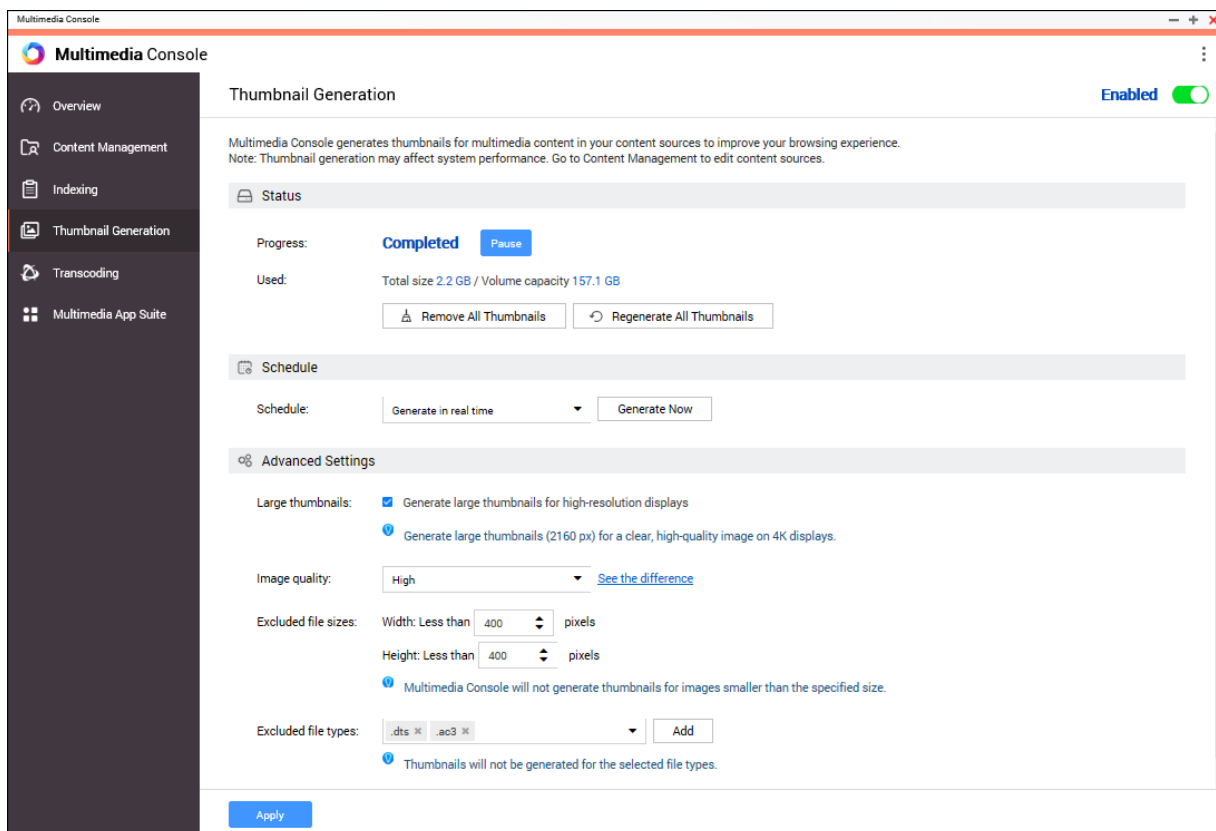 Multimedia Console
Multimedia Console
Overview
Content Management
Indexing
Thumbnail Generation
Transcoding
Multimedia App Suite
Thumbnail Generation
Enabled
Multimedia Console generates thumbnails for multimedia content in your content sources to improve your browsing experience.
Note: Thumbnail generation may affect system performance. Go to Content Management to edit content sources.
Status
Progress: Completed Pause
Used: Total size 2.2 GB / Volume capacity 157.1 GB
Remove All Thumbnails Regenerate All Thumbnails
Schedule
Schedule: Generate in real time Generate Now
Advanced Settings
Large thumbnails: Generate large thumbnails for high-resolution displays
Generate large thumbnails (2160 px) for a clear, high-quality image on 4K displays.
Image quality: High See the difference
Excluded file sizes: Width: Less than 400 pixels
Height: Less than 400 pixels
Multimedia Console will not generate thumbnails for images smaller than the specified size.
Excluded file types: .dts .ac3 Add
Thumbnails will not be generated for the selected file types.
Apply